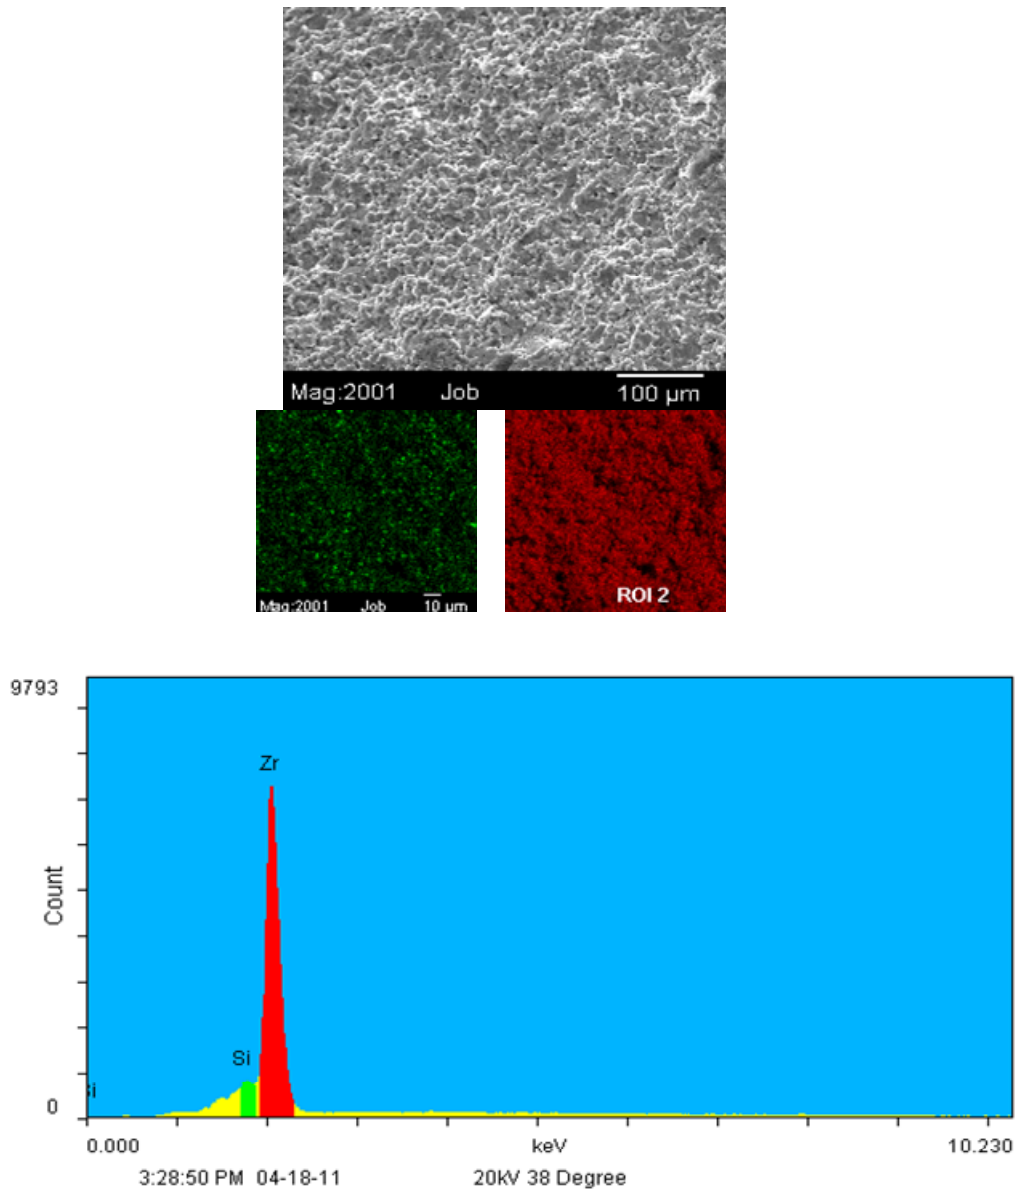 Mag:2001 Job 100 µm
Mag:2001 Job 10 µm
ROI 2
9793
Zr
Count
Si
Si
0
0.000 keV 10.230
3:28:50 PM 04-18-11 20kV 38 Degree